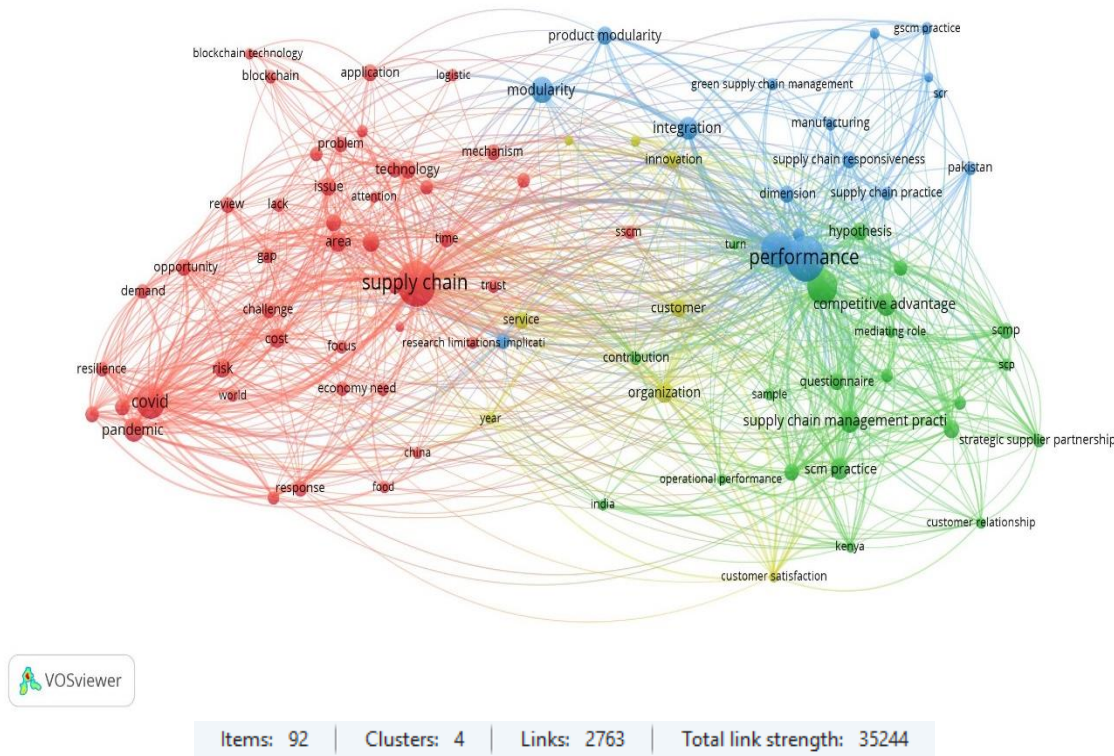 gscm practice
product modularity
blockchain technology
blockchain
application
logistic
modularity
green supply chain management
scr
integration
manufacturing
problem
mechanism
innovation
supply chain responsiveness
technology
pakistan
issue
attention
dimension
supply chain practice
review
lack
area
time
sscm
turn
hypothesis
gap
performance
opportunity
supply chain
trust
demand
challenge
service
customer
competitive advantage
cost
focus
research limitations implicati
mediating role
scmp
contribution
scp
resilience
risk
world
economy need
organization
sample
questionnaire
covid
year
supply chain management practi
pandemic
strategic supplier partnership
china
scm practice
operational performance
response
food
india
customer relationship
kenya
customer satisfaction
VOSviewer
Items: 92 Clusters: 4 Links: 2763 Total link strength: 35244